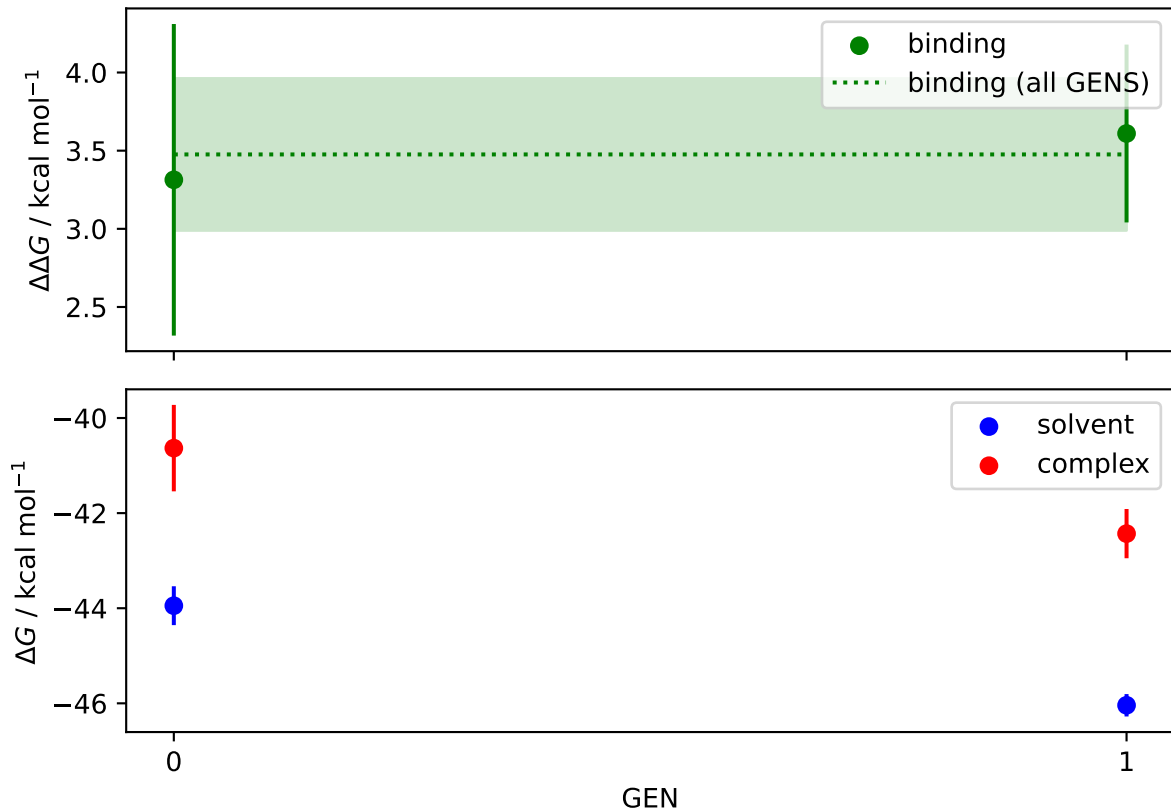 binding
binding (all GENS)
4.0
3.5
3.0
2.5
ΔΔG / kcal mol⁻¹
solvent
complex
−40
−42
−44
−46
ΔG / kcal mol⁻¹
0 1
GEN